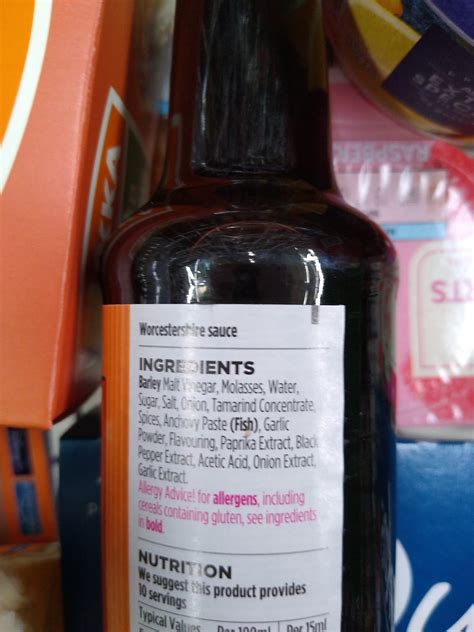 Worcestershire sauce
INGREDIENTS
Barley Malt Vinegar, Molasses, Water,
Sugar, Salt, Onion, Tamarind Concentrate,
Spices, Anchovy Paste (Fish), Garlic
Powder, Flavouring, Paprika Extract, Black
Pepper Extract, Acetic Acid, Onion Extract,
Garlic Extract.
Allergy Advice! for allergens, including
cereals containing gluten, see ingredients
in bold.
NUTRITION
We suggest this product provides
10 servings
Typical Values Per 100ml Per 15ml